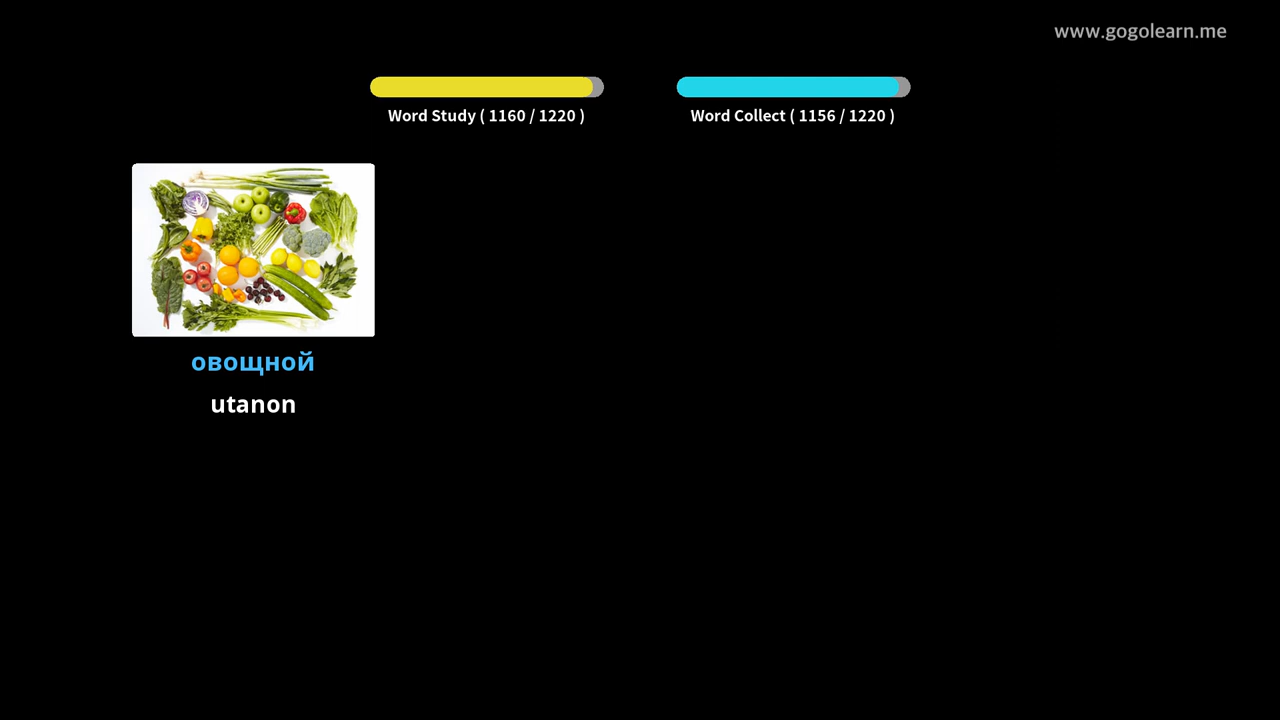 www.gogolearn.me
Word Study ( 1160 / 1220 )
Word Collect ( 1156 / 1220 )
овощной
utanon